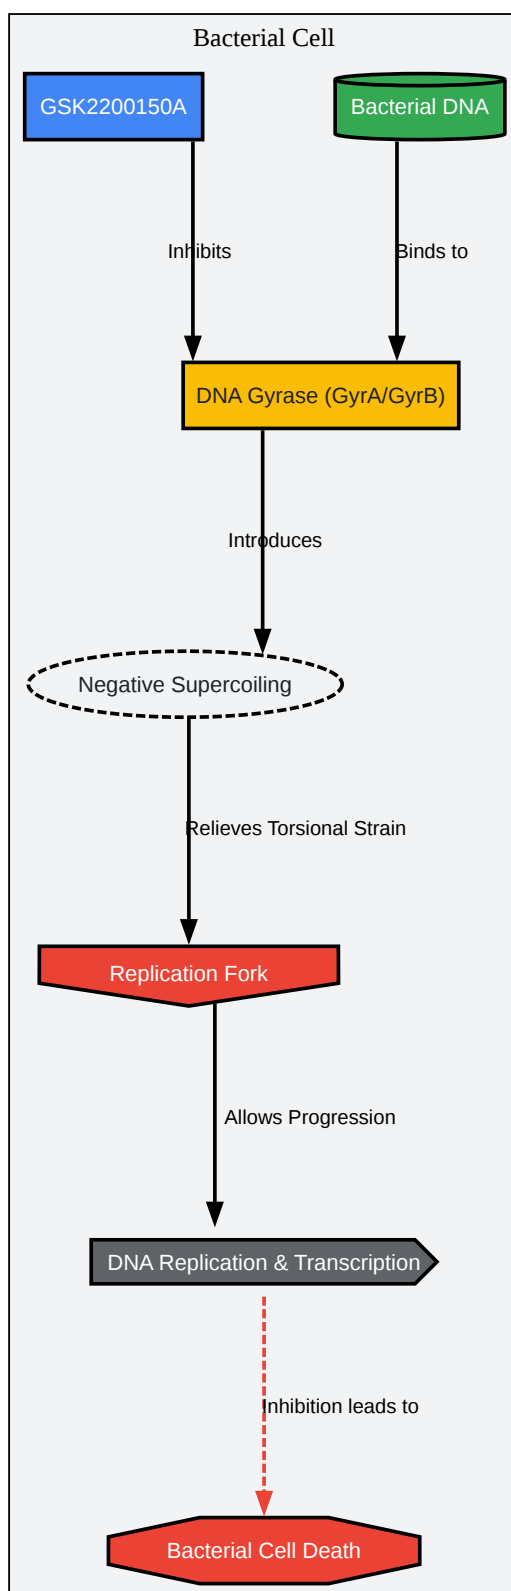 Bacterial Cell
GSK2200150A
Bacterial DNA
Inhibits
Binds to
DNA Gyrase (GyrA/GyrB)
Introduces
Negative Supercoiling
Relieves Torsional Strain
Replication Fork
Allows Progression
DNA Replication & Transcription
Inhibition leads to
Bacterial Cell Death